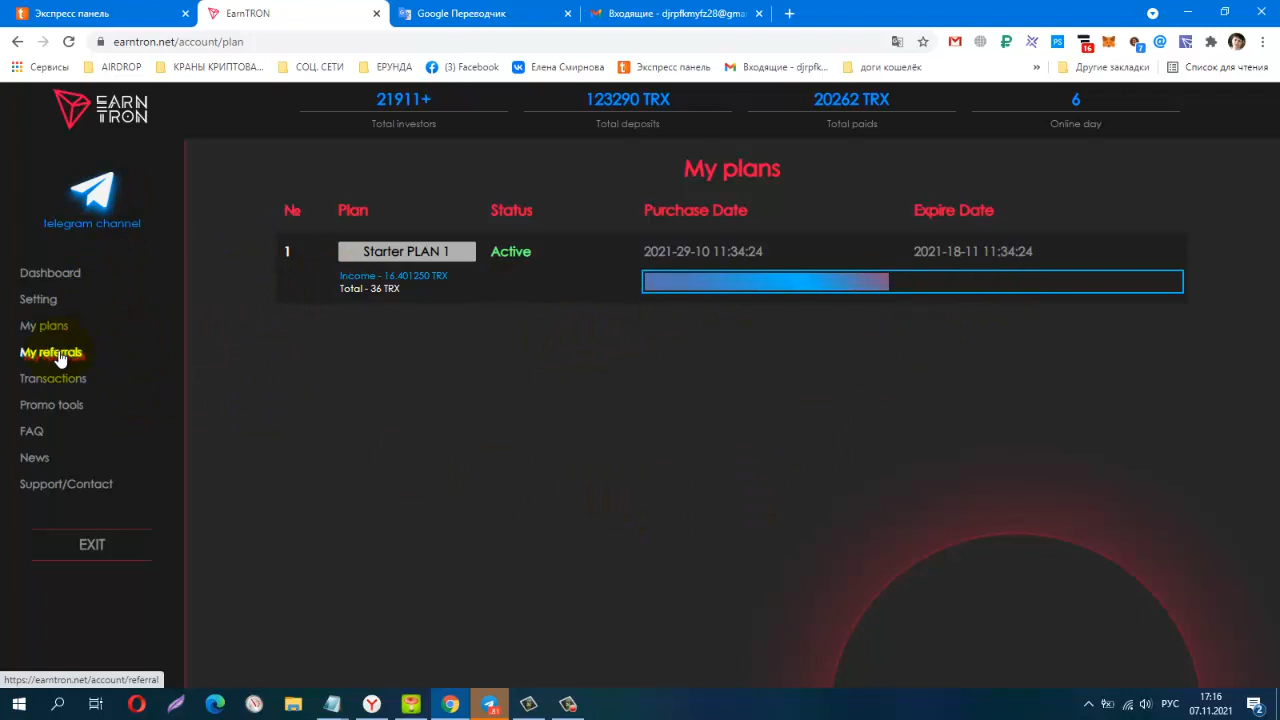 Экспресс панель
EarnTRON
Google Переводчик
Входящие - djrpfkmyfz28@gma
earntron.net/account/plan
Сервисы
AIRDROP
КРАНЫ КРИПТОВА...
СОЦ. СЕТИ
ЕРУНДА
(3) Facebook
Елена Смирнова
Экспресс панель
Входящие - djrpfk...
доги кошелёк
»
Другие закладки
Список для чтения
PS
16
7
EARN
TRON
21911+
123290 TRX
20262 TRX
6
Total investors
Total deposits
Total paids
Online day
telegram channel
Dashboard
Setting
My plans
My referrals
Transactions
Promo tools
FAQ
News
Support/Contact
EXIT
My plans
№ Plan Status Purchase Date Expire Date
1 Starter PLAN 1 Active 2021-29-10 11:34:24 2021-18-11 11:34:24
Income - 16.401250 TRX
Total - 36 TRX
https://earntron.net/account/referral
81
РУС
17:16
07.11.2021
2